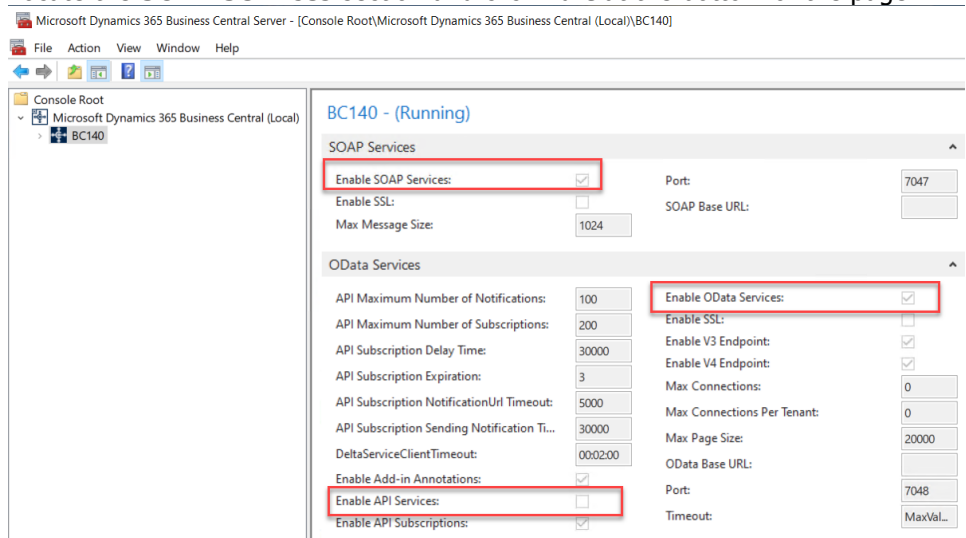 Microsoft Dynamics 365 Business Central Server - [Console Root\Microsoft Dynamics 365 Business Central (Local)\BC140]
File Action View Window Help
Console Root
Microsoft Dynamics 365 Business Central (Local)
BC140
BC140 - (Running)
SOAP Services
Enable SOAP Services:
Enable SSL:
Max Message Size: 1024
Port: 7047
SOAP Base URL:
OData Services
API Maximum Number of Notifications: 100
API Maximum Number of Subscriptions: 200
API Subscription Delay Time: 30000
API Subscription Expiration: 3
API Subscription NotificationUrl Timeout: 5000
API Subscription Sending Notification Ti... 30000
DeltaServiceClientTimeout: 00:02:00
Enable Add-in Annotations:
Enable API Services:
Enable API Subscriptions:
Enable OData Services:
Enable SSL:
Enable V3 Endpoint:
Enable V4 Endpoint:
Max Connections: 0
Max Connections Per Tenant: 0
Max Page Size: 20000
OData Base URL:
Port: 7048
Timeout: MaxVal...